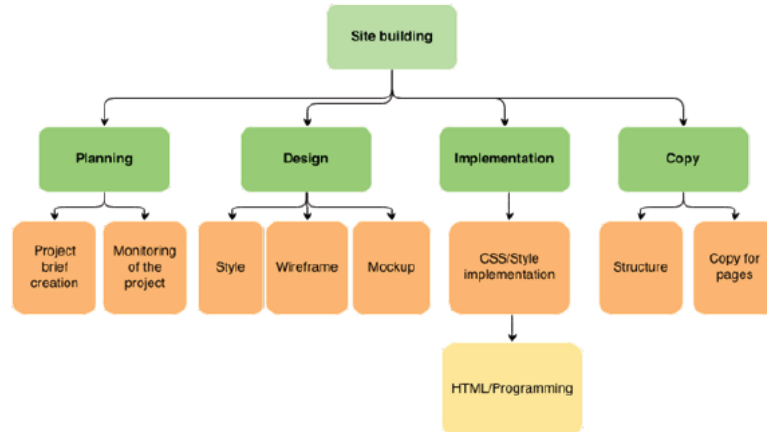 Site building
Planning
Design
Implementation
Copy
Project
brief
creation
Monitoring
of the
project
Style
Wireframe
Mockup
CSS/Style
implementation
Structure
Copy for
pages
HTML/Programming